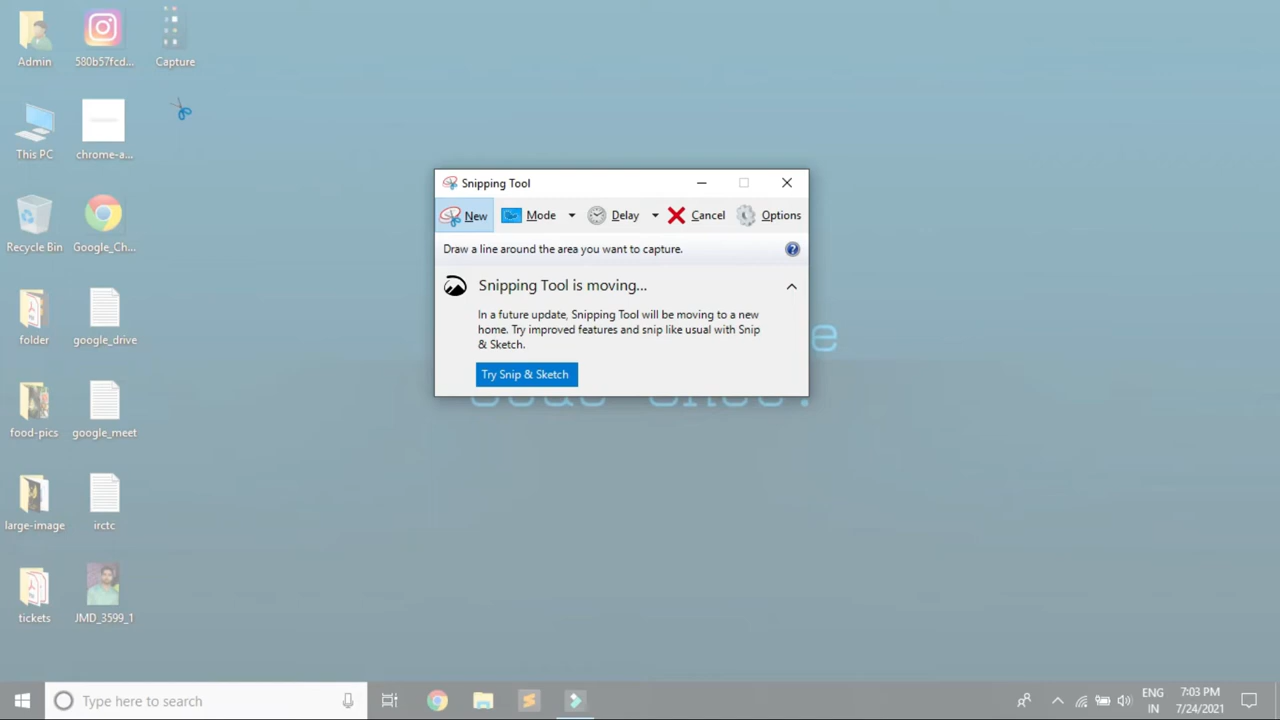 Admin
580b57fcd...
Capture
This PC
chrome-a...
Recycle Bin
Google_Ch...
folder
google_drive
food-pics
google_meet
large-image
irctc
tickets
JMD_3599_1
Snipping Tool
New
Mode
Delay
Cancel
Options
Draw a line around the area you want to capture.
Snipping Tool is moving...
In a future update, Snipping Tool will be moving to a new
home. Try improved features and snip like usual with Snip
& Sketch.
Try Snip & Sketch
Type here to search
ENG
IN
7:03 PM
7/24/2021